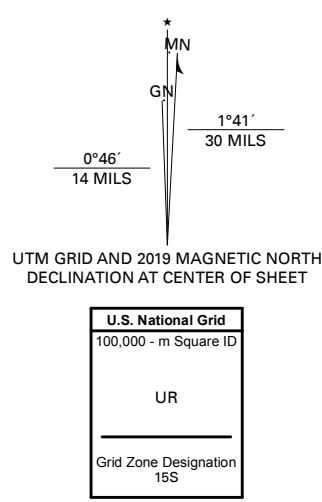 ★
MN
GN
1°41´
30 MILS
0°46´
14 MILS
UTM GRID AND 2019 MAGNETIC NORTH
DECLINATION AT CENTER OF SHEET
U.S. National Grid
100,000 - m Square ID
UR
Grid Zone Designation
15S